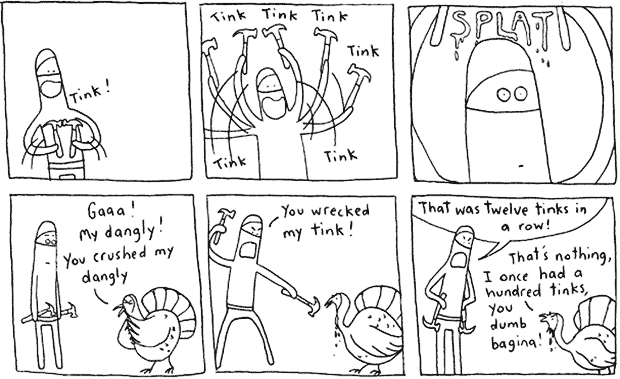 Tink!
Tink Tink Tink
Tink
Tink
Tink
SPLAT
Gaaa!
My dangly!
You crushed my
dangly
You wrecked
my tink!
That was twelve tinks in
a row!
That's nothing,
I once had a
hundred tinks,
you
dumb
bagina!